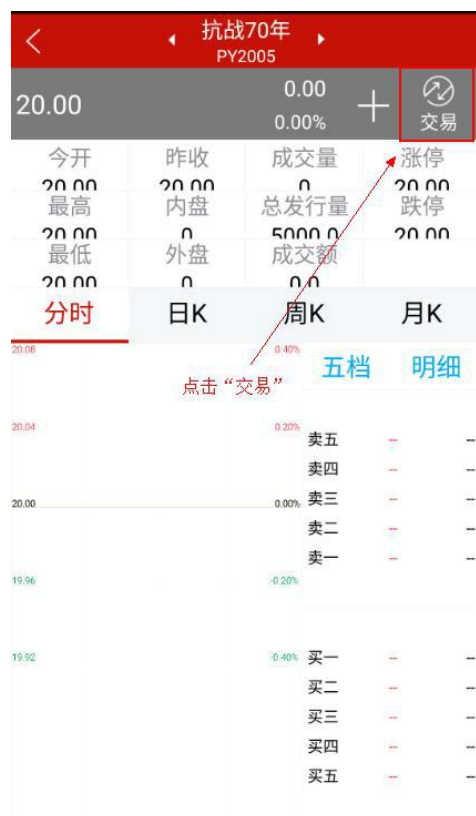 抗战70年
PY2005
20.00
0.00
0.00%
交易
今开 昨收 成交量 涨停
20.00 20.00 0 20.00
最高 内盘 总发行量 跌停
20.00 0 5000.0 20.00
最低 外盘 成交额
20.00 0 0.0
分时 日K 周K 月K
20.08 0.40%
五档 明细
点击“交易”
20.04 0.20%
卖五 -- --
卖四 -- --
20.00 0.00% 卖三 -- --
卖二 -- --
卖一 -- --
19.96 -0.20%
19.92 -0.40% 买一 -- --
买二 -- --
买三 -- --
买四 -- --
买五 -- --